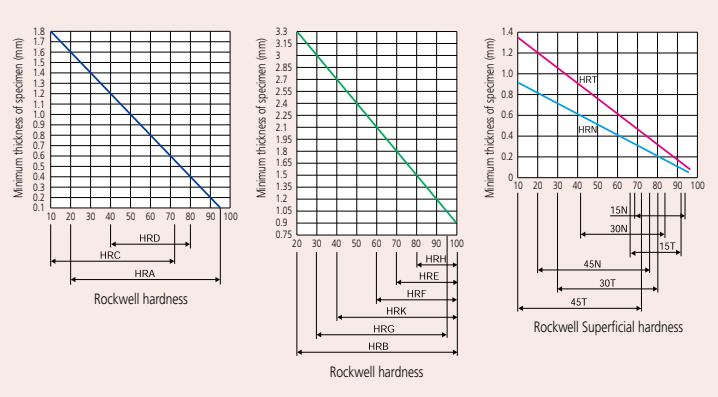 Minimum thickness of specimen (mm)
1.8
1.7
1.6
1.5
1.4
1.3
1.2
1.1
1.0
0.9
0.8
0.7
0.6
0.5
0.4
0.3
0.2
0.1
10 20 30 40 50 60 70 80 90 100
HRD
HRC
HRA
Rockwell hardness
Minimum thickness of specimen (mm)
3.3
3.15
3
2.85
2.7
2.55
2.4
2.25
2.1
1.95
1.8
1.65
1.5
1.35
1.2
1.05
0.9
0.75
20 30 40 50 60 70 80 90 100
HRH
HRE
HRF
HRK
HRG
HRB
Rockwell hardness
Minimum thickness of specimen (mm)
1.4
1.2
1.0
0.8
0.6
0.4
0.2
0
HRT
HRN
10 20 30 40 50 60 70 80 90 100
15N
30N
15T
45N
30T
45T
Rockwell Superficial hardness